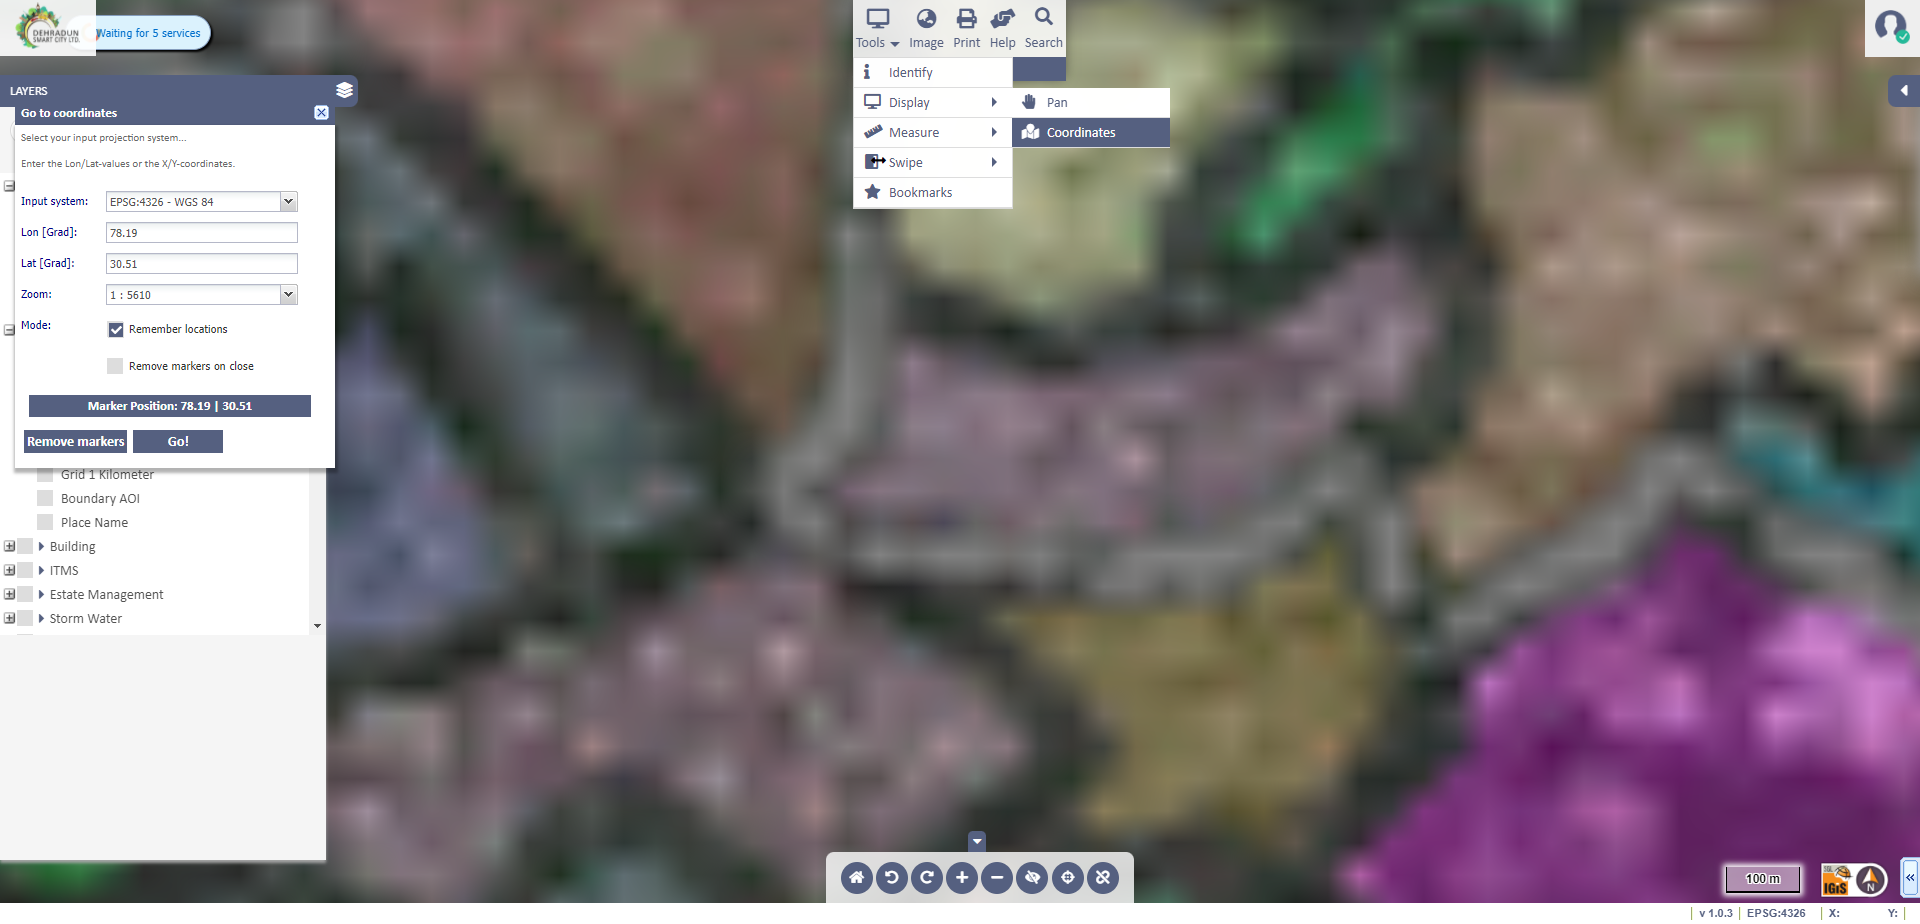 DEHRADUN
SMART CITY LTD.
Waiting for 5 services
Tools
Image
Print
Help
Search
Identify
Display
Measure
Swipe
Bookmarks
Pan
Coordinates
LAYERS
Go to coordinates
Select your input projection system...
Enter the Lon/Lat-values or the X/Y-coordinates.
Input system: EPSG:4326 - WGS 84
Lon [Grad]: 78.19
Lat [Grad]: 30.51
Zoom: 1 : 5610
Mode: Remember locations
Remove markers on close
Marker Position: 78.19 | 30.51
Remove markers Go!
Grid 1 Kilometer
Boundary AOI
Place Name
Building
ITMS
Estate Management
Storm Water
100 m
IGiS
N
v 1.0.3 EPSG:4326 X: Y: